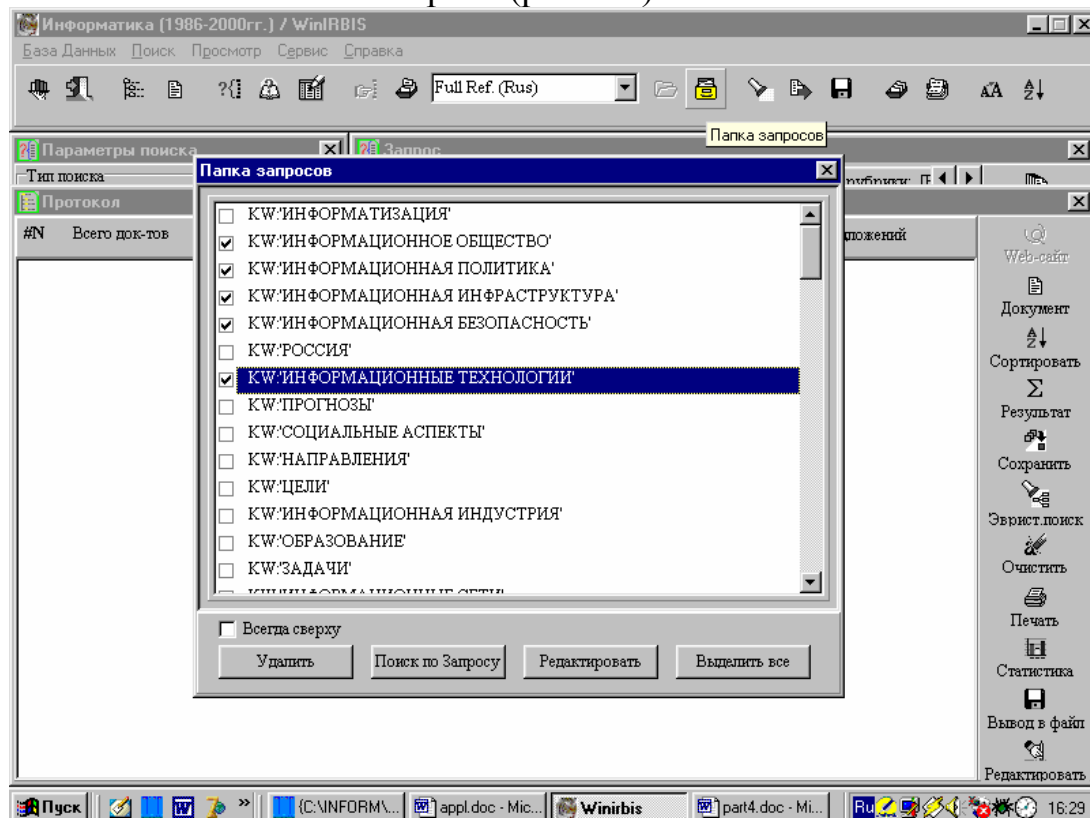 Информатика (1986-2000гг.) / WinIRBIS
База Данных Поиск Просмотр Сервис Справка
Full Ref. (Rus)
Папка запросов
Параметры поиска
Запрос
Тип поиска
рубрики:
Протокол
#N Всего док-тов
Папка запросов
KW:'ИНФОРМАТИЗАЦИЯ'
KW:'ИНФОРМАЦИОННОЕ ОБЩЕСТВО'
KW:'ИНФОРМАЦИОННАЯ ПОЛИТИКА'
KW:'ИНФОРМАЦИОННАЯ ИНФРАСТРУКТУРА'
KW:'ИНФОРМАЦИОННАЯ БЕЗОПАСНОСТЬ'
KW:'РОССИЯ'
KW:'ИНФОРМАЦИОННЫЕ ТЕХНОЛОГИИ'
KW:'ПРОГНОЗЫ'
KW:'СОЦИАЛЬНЫЕ АСПЕКТЫ'
KW:'НАПРАВЛЕНИЯ'
KW:'ЦЕЛИ'
KW:'ИНФОРМАЦИОННАЯ ИНДУСТРИЯ'
KW:'ОБРАЗОВАНИЕ'
KW:'ЗАДАЧИ'
KW:'ИНФОРМАЦИОННЫЕ СЕТИ'
Всегда сверху
Удалить Поиск по Запросу Редактировать Выделить все
Web-сайт
Документ
Сортировать
Результат
Сохранить
Эврист.поиск
Очистить
Печать
Статистика
Вывод в файл
Редактировать
Пуск
{C:\INFORM\... appl.doc - Mic... Winirbis part4.doc - Mi... Ru 16:29